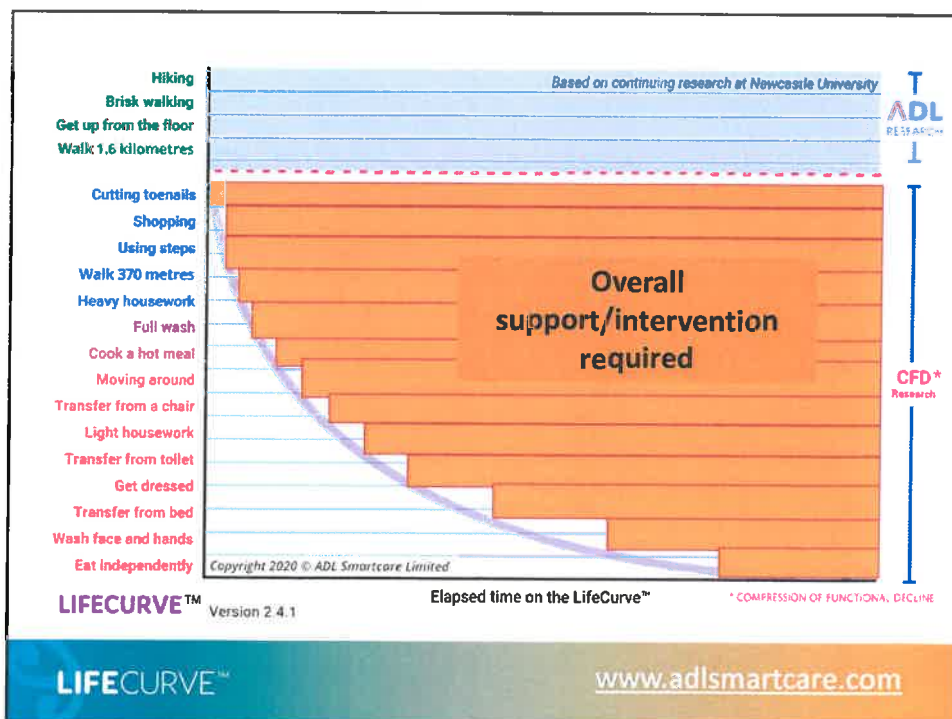 Hiking
Based on continuing research at Newcastle University
Brisk walking
Get up from the floor
Walk 1.6 kilometres
ADL
RESEARCH
Cutting toenails
Shopping
Using steps
Walk 370 metres
Heavy housework
Full wash
Cook a hot meal
Moving around
Transfer from a chair
Light housework
Transfer from toilet
Get dressed
Transfer from bed
Wash face and hands
Eat independently
Overall
support/intervention
required
CFD*
Research
Copyright 2020 © ADL Smartcare Limited
LIFECURVE™
Version 2.4.1
Elapsed time on the LifeCurve™
* COMPRESSION OF FUNCTIONAL DECLINE
LIFECURVE™
www.adlsmartcare.com